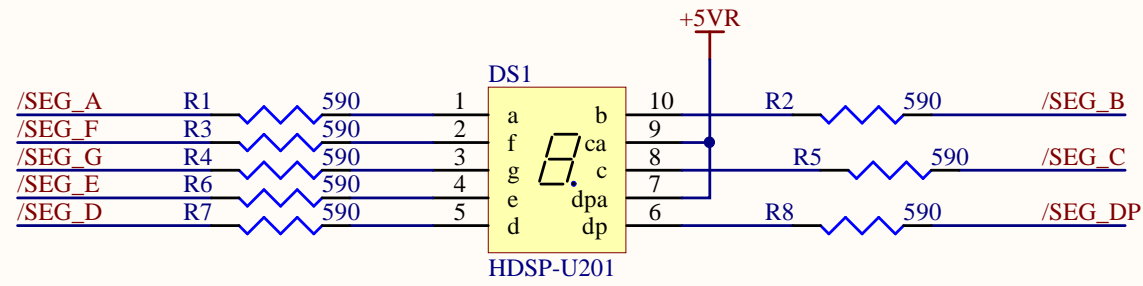 +5VR
DS1
/SEG_A R1 590 1 a b 10 R2 590 /SEG_B
/SEG_F R3 590 2 f ca 9
/SEG_G R4 590 3 g c 8 R5 590 /SEG_C
/SEG_E R6 590 4 e dpa 7
/SEG_D R7 590 5 d dp 6 R8 590 /SEG_DP
HDSP-U201